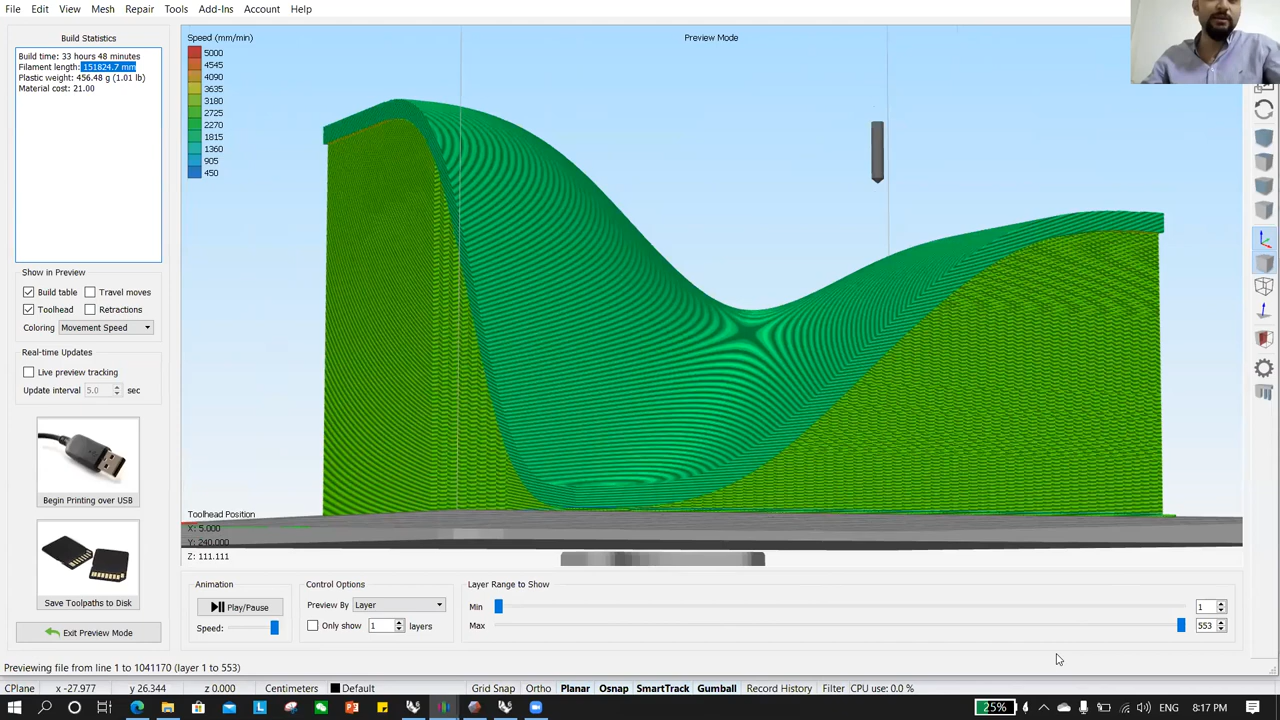 File Edit View Mesh Repair Tools Add-Ins Account Help
Build Statistics
Build time: 33 hours 48 minutes
Filament length: 151824.7 mm
Plastic weight: 456.48 g (1.01 lb)
Material cost: 21.00
Show in Preview
Build table Travel moves
Toolhead Retractions
Coloring Movement Speed
Real-time Updates
Live preview tracking
Update interval 5.0 sec
Begin Printing over USB
Save Toolpaths to Disk
Exit Preview Mode
Speed (mm/min)
5000
4545
4090
3635
3180
2725
2270
1815
1360
905
450
Preview Mode
Toolhead Position
X: 5.000
Y: 240.000
Z: 111.111
Animation
Play/Pause
Speed:
Control Options
Preview By Layer
Only show 1 layers
Layer Range to Show
Min 1
Max 553
Previewing file from line 1 to 1041170 (layer 1 to 553)
CPlane x -27.977 y 26.344 z 0.000 Centimeters Default Grid Snap Ortho Planar Osnap SmartTrack Gumball Record History Filter CPU use: 0.0 %
25% ENG 8:17 PM